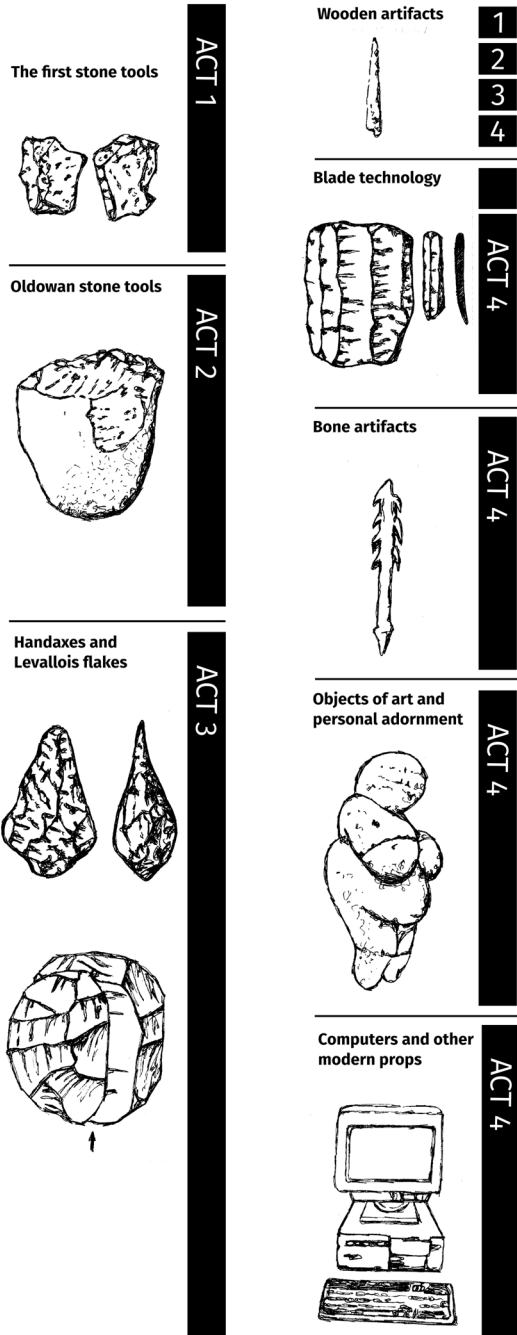 The first stone tools
ACT 1
Oldowan stone tools
ACT 2
Handaxes and
Levallois flakes
ACT 3
Wooden artifacts
1
2
3
4
Blade technology
ACT 4
Bone artifacts
ACT 4
Objects of art and
personal adornment
ACT 4
Computers and other
modern props
ACT 4